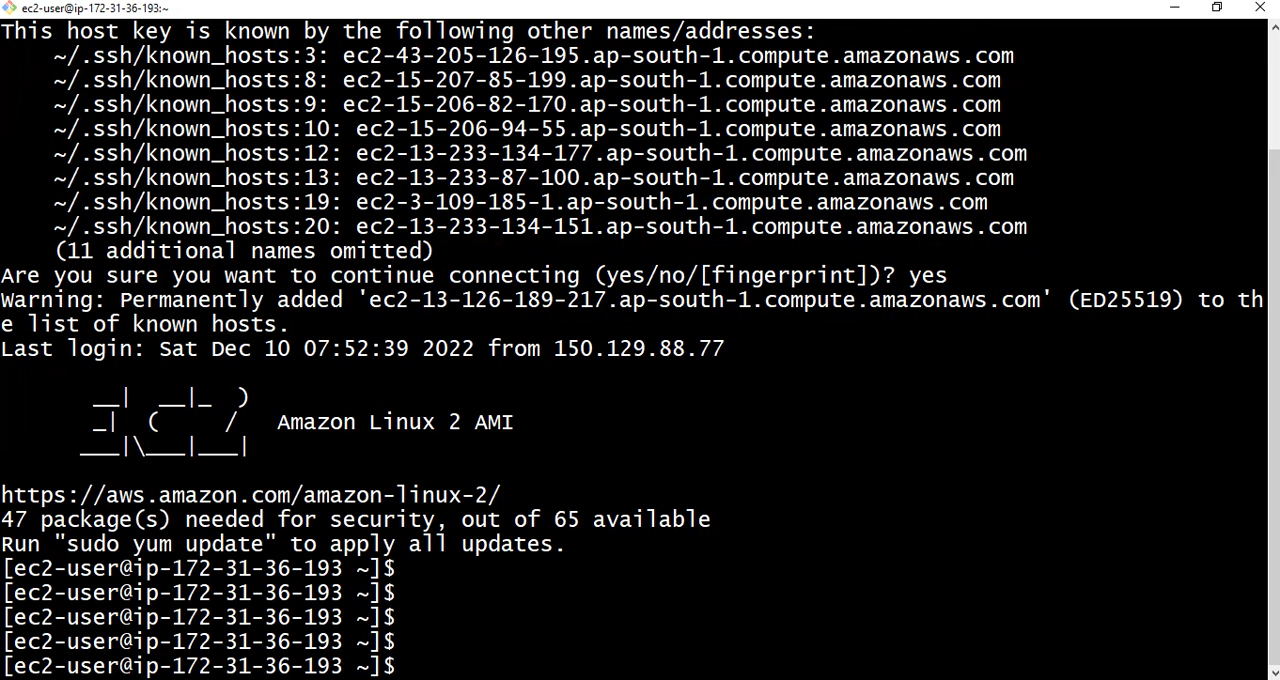 ec2-user@ip-172-31-36-193:~
This host key is known by the following other names/addresses:
    ~/.ssh/known_hosts:3: ec2-43-205-126-195.ap-south-1.compute.amazonaws.com
    ~/.ssh/known_hosts:8: ec2-15-207-85-199.ap-south-1.compute.amazonaws.com
    ~/.ssh/known_hosts:9: ec2-15-206-82-170.ap-south-1.compute.amazonaws.com
    ~/.ssh/known_hosts:10: ec2-15-206-94-55.ap-south-1.compute.amazonaws.com
    ~/.ssh/known_hosts:12: ec2-13-233-134-177.ap-south-1.compute.amazonaws.com
    ~/.ssh/known_hosts:13: ec2-13-233-87-100.ap-south-1.compute.amazonaws.com
    ~/.ssh/known_hosts:19: ec2-3-109-185-1.ap-south-1.compute.amazonaws.com
    ~/.ssh/known_hosts:20: ec2-13-233-134-151.ap-south-1.compute.amazonaws.com
    (11 additional names omitted)
Are you sure you want to continue connecting (yes/no/[fingerprint])? yes
Warning: Permanently added 'ec2-13-126-189-217.ap-south-1.compute.amazonaws.com' (ED25519) to th
e list of known hosts.
Last login: Sat Dec 10 07:52:39 2022 from 150.129.88.77
       __|  __|_  )
       _|  (     /   Amazon Linux 2 AMI
      ___|\___|___|
https://aws.amazon.com/amazon-linux-2/
47 package(s) needed for security, out of 65 available
Run "sudo yum update" to apply all updates.
[ec2-user@ip-172-31-36-193 ~]$
[ec2-user@ip-172-31-36-193 ~]$
[ec2-user@ip-172-31-36-193 ~]$
[ec2-user@ip-172-31-36-193 ~]$
[ec2-user@ip-172-31-36-193 ~]$